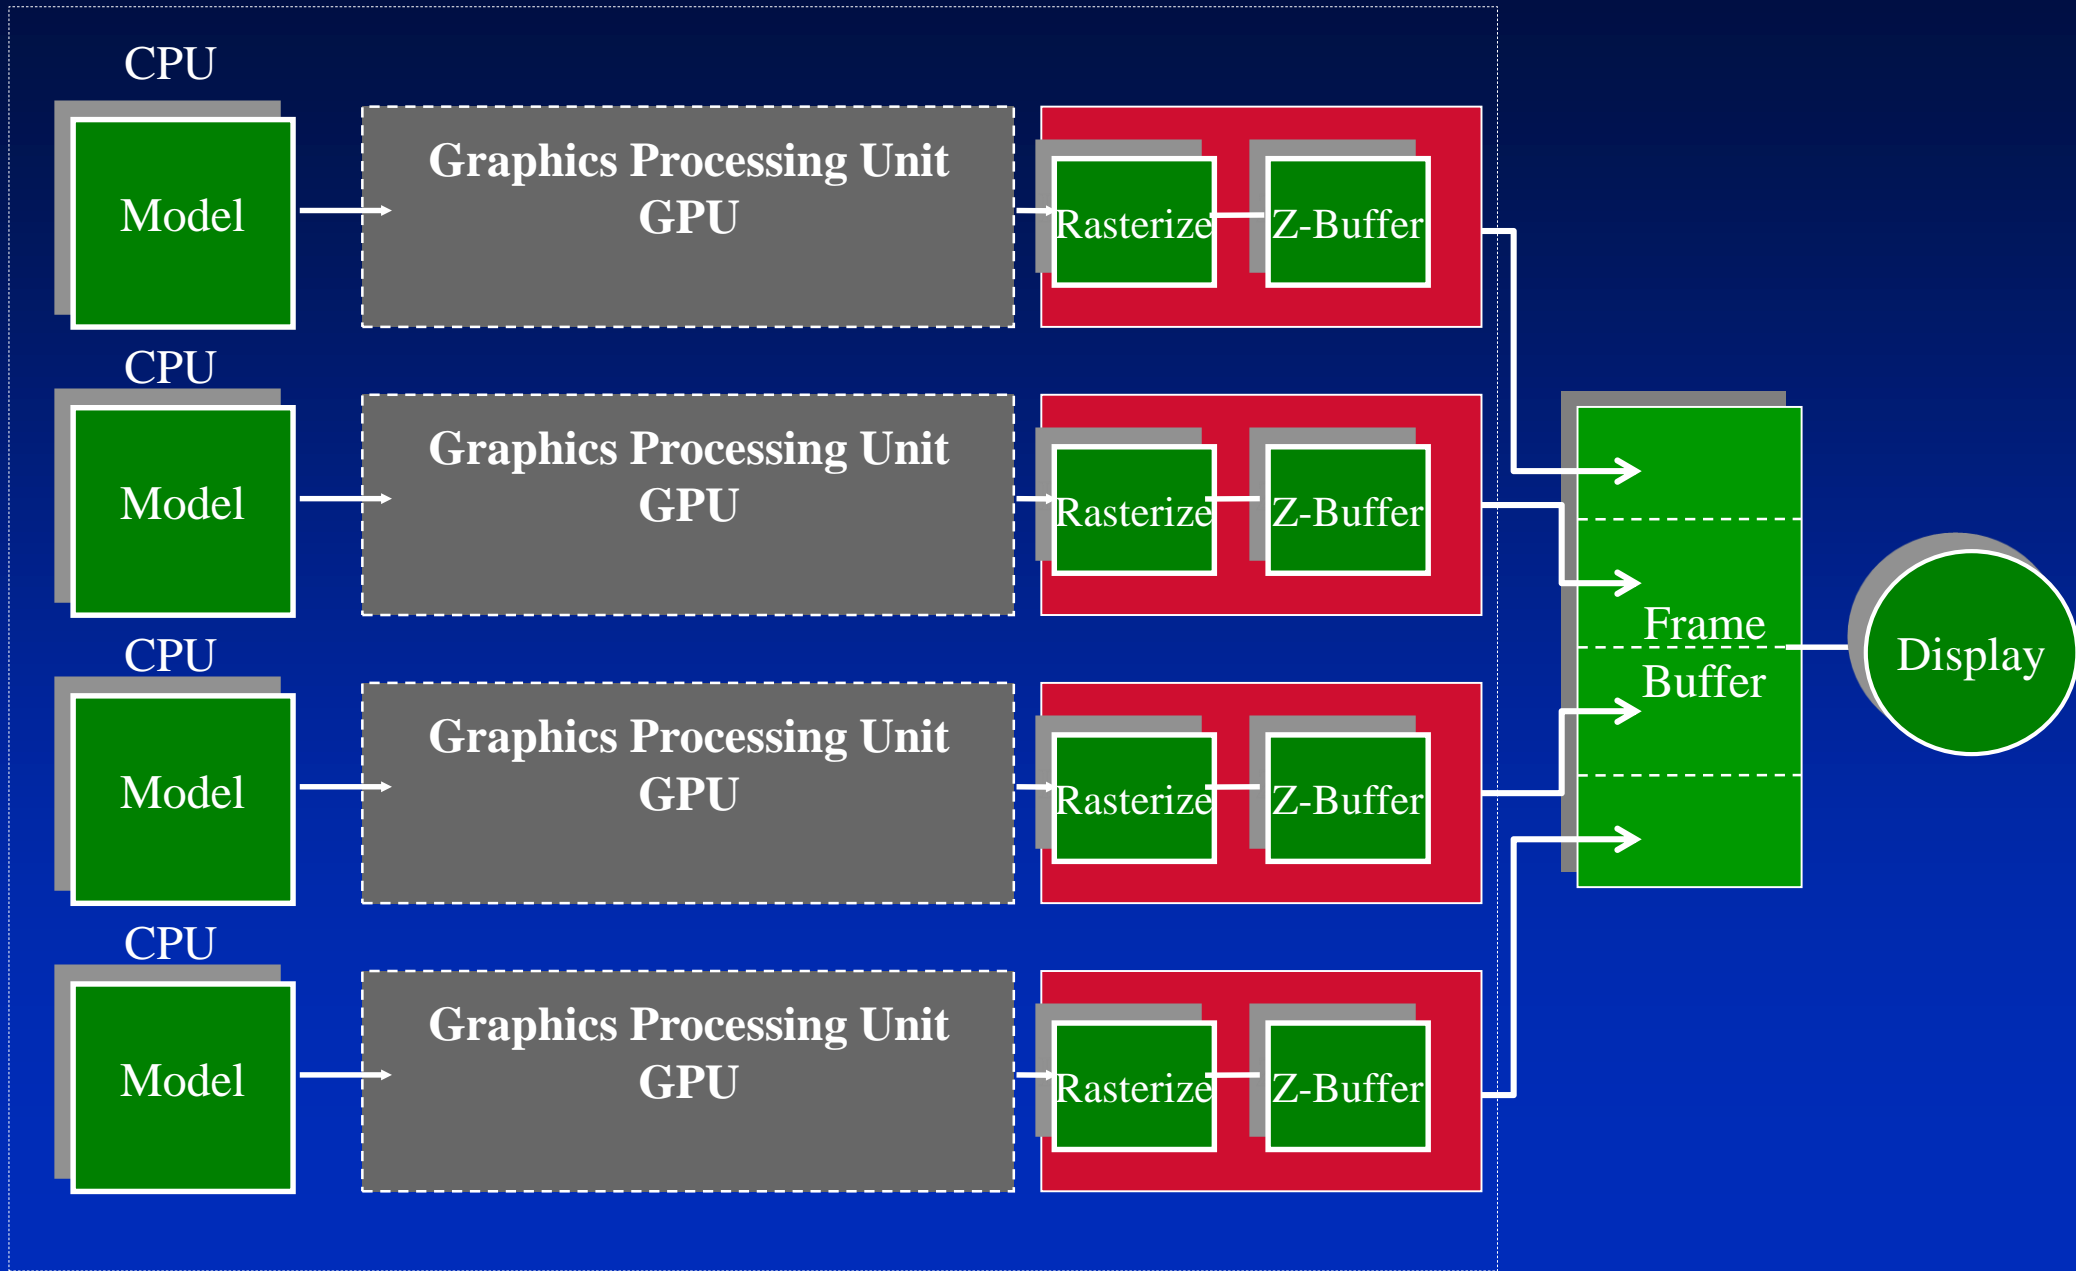 CPU
Model
Graphics Processing Unit
GPU
Rasterize
Z-Buffer
CPU
Model
Graphics Processing Unit
GPU
Rasterize
Z-Buffer
CPU
Model
Graphics Processing Unit
GPU
Rasterize
Z-Buffer
CPU
Model
Graphics Processing Unit
GPU
Rasterize
Z-Buffer
Frame
Buffer
Display